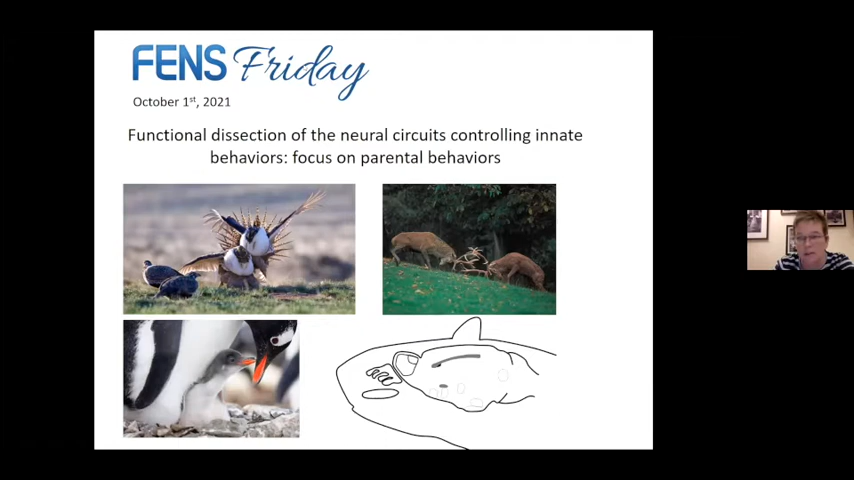 FENS Friday
October 1st, 2021
Functional dissection of the neural circuits controlling innate
behaviors: focus on parental behaviors